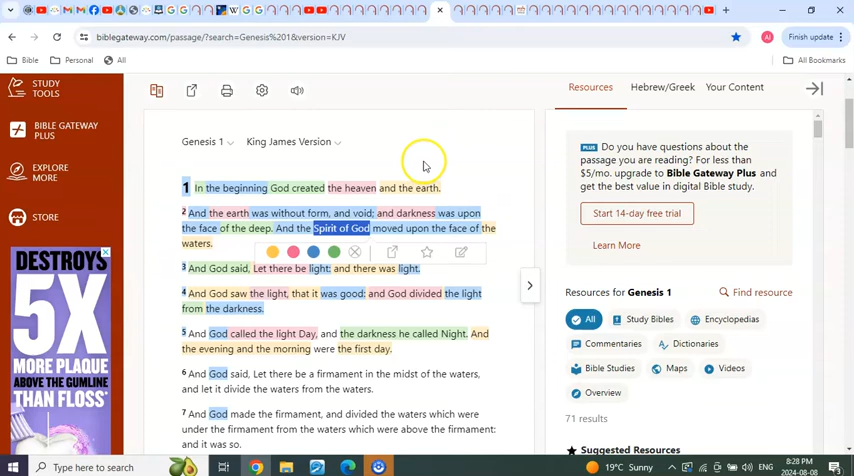 biblegateway.com/passage/?search=Genesis%201&version=KJV
AI
Finish update
Bible
Personal
All
All Bookmarks
STUDY
TOOLS
BIBLE GATEWAY
PLUS
EXPLORE
MORE
STORE
DESTROYS
5X
MORE PLAQUE
ABOVE THE GUMLINE
THAN FLOSS*
Genesis 1
King James Version
1 In the beginning God created the heaven and the earth.
2 And the earth was without form, and void; and darkness was upon
the face of the deep. And the Spirit of God moved upon the face of the
waters.
3 And God said, Let there be light: and there was light.
4 And God saw the light, that it was good: and God divided the light
from the darkness.
5 And God called the light Day, and the darkness he called Night. And
the evening and the morning were the first day.
6 And God said, Let there be a firmament in the midst of the waters,
and let it divide the waters from the waters.
7 And God made the firmament, and divided the waters which were
under the firmament from the waters which were above the firmament:
and it was so.
Resources
Hebrew/Greek
Your Content
PLUS Do you have questions about the
passage you are reading? For less than
$5/mo. upgrade to Bible Gateway Plus and
get the best value in digital Bible study.
Start 14-day free trial
Learn More
Resources for Genesis 1
Find resource
All
Study Bibles
Encyclopedias
Commentaries
Dictionaries
Bible Studies
Maps
Videos
Overview
71 results
Suggested Resources
Type here to search
19°C Sunny
ENG
8:28 PM
2024-08-08